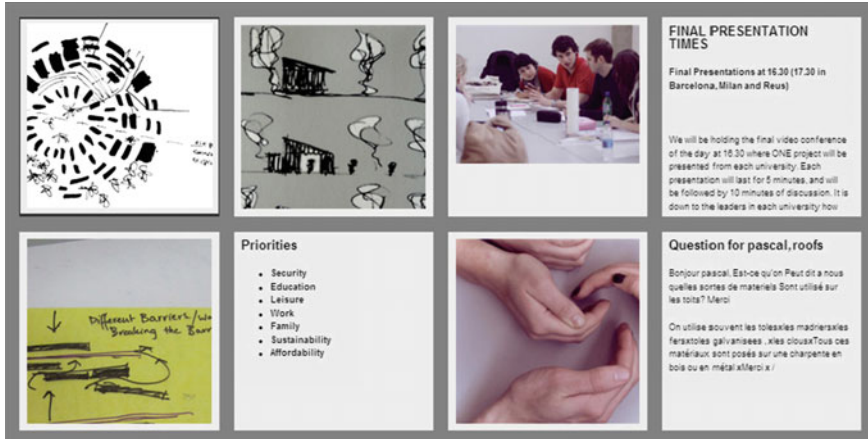 FINAL PRESENTATION
TIMES
Final Presentations at 16.30 (17.30 in
Barcelona, Milan and Reus)
We will be holding the final video conference
of the day at 16.30 where ONE project will be
presented from each university. Each
presentation will last for 5 minutes, and will
be followed by 10 minutes of discussion. It is
down to the leaders in each university how
Different Barriers/
Breaking the Barr
Priorities
Security
Education
Leisure
Work
Family
Sustainability
Affordability
Question for pascal, roofs
Bonjour pascal, Est-ce qu'on Peut dit a nous
quelles sortes de materiels Sont utilisé sur
les toits? Merci
On utilise souvent les tolesxles madriersxles
fersxtoles galvanisees ,xles clousxTous ces
matériaux sont posés sur une charpente en
bois ou en métal.xMerci.x /